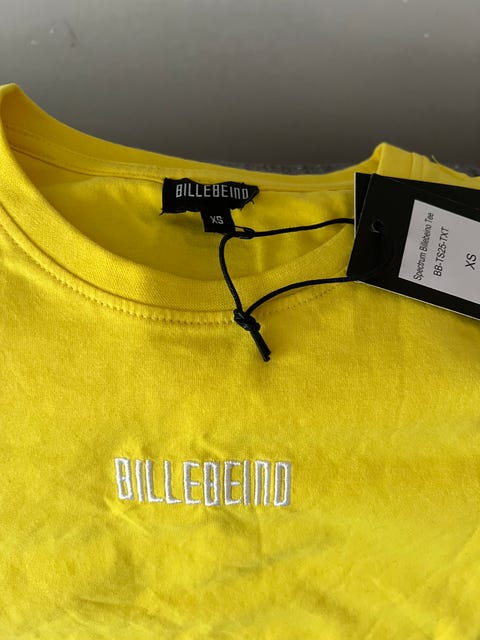 BILLEBEINO
XS
Spectrum Billebeino Tee
BB-TS25-TXT
XS
BILLEBEINO